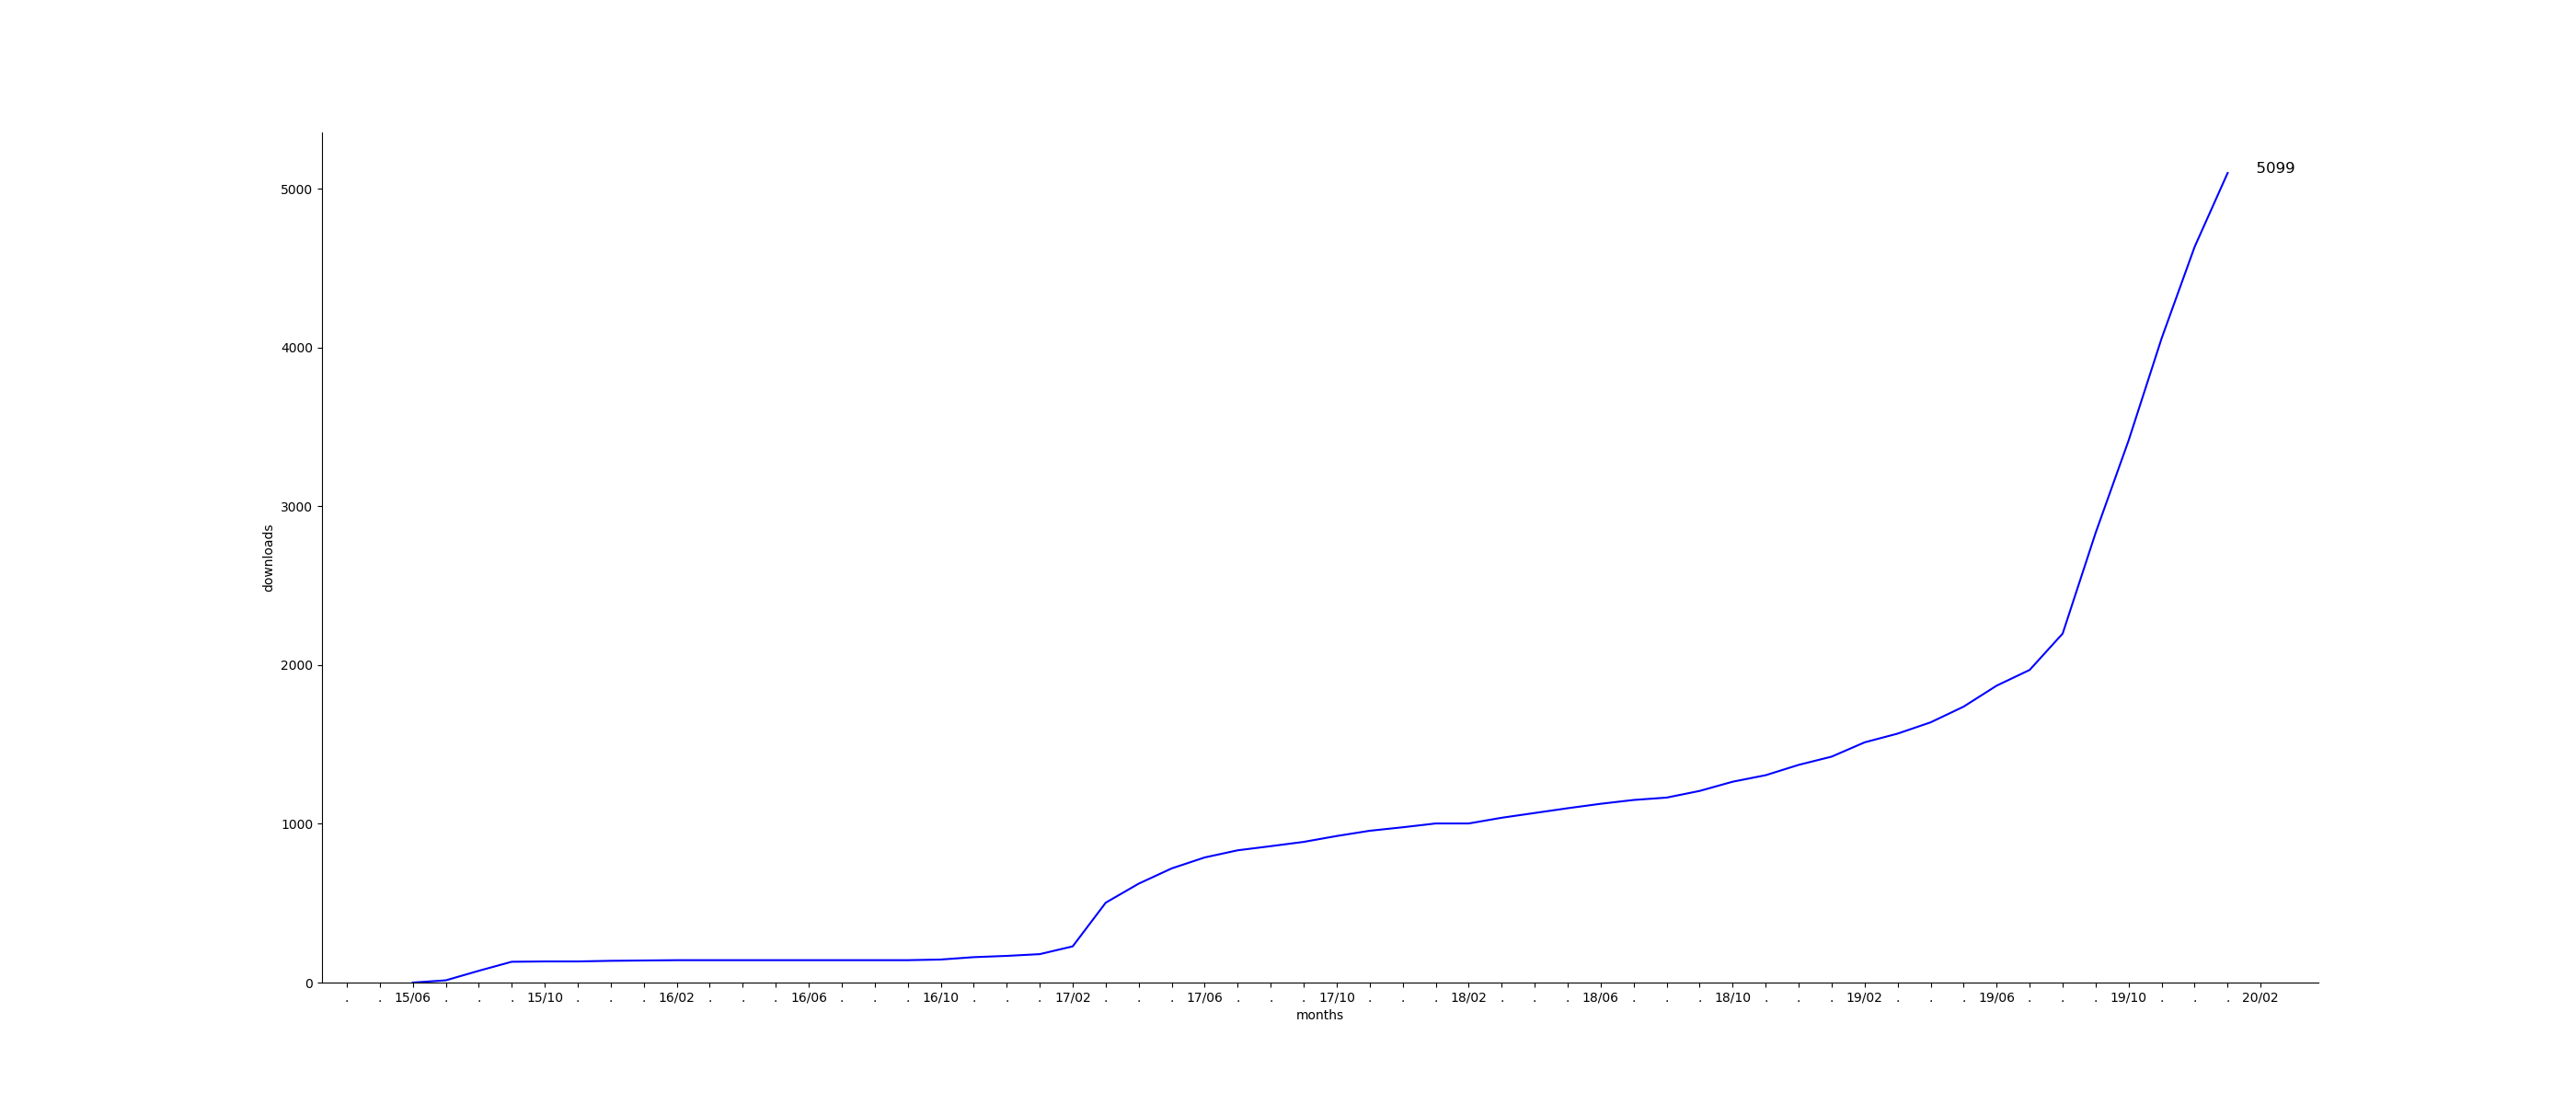 5099
5000
4000
3000
2000
1000
0
downloads
. . 15/06 . . . 15/10 . . . 16/02 . . . 16/06 . . . 16/10 . . . 17/02 . . . 17/06 . . . 17/10 . . . 18/02 . . . 18/06 . . . 18/10 . . . 19/02 . . . 19/06 . . . 19/10 . . . 20/02
months